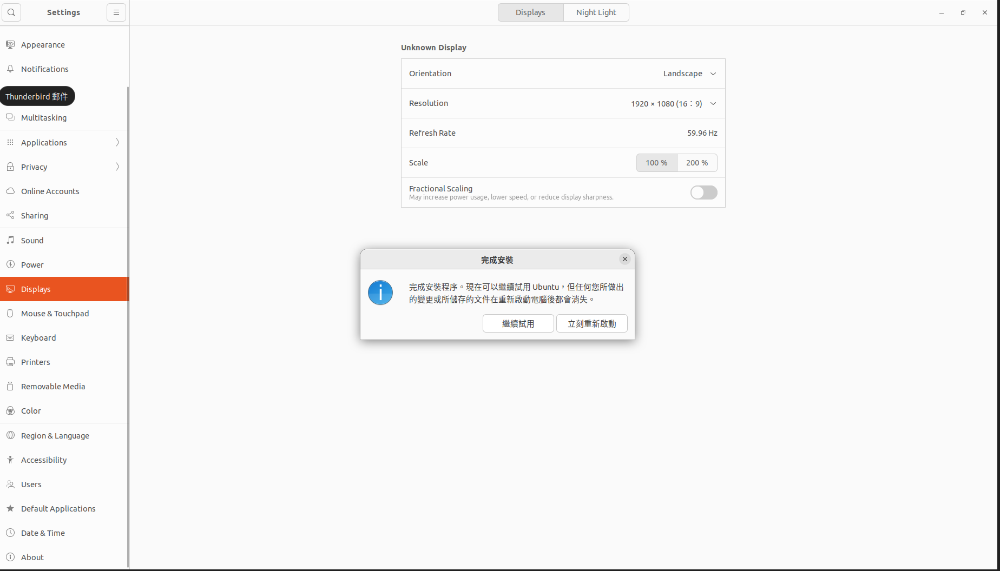 Settings
Displays
Night Light
Appearance
Notifications
Thunderbird 郵件
Multitasking
Applications
Privacy
Online Accounts
Sharing
Sound
Power
Displays
Mouse & Touchpad
Keyboard
Printers
Removable Media
Color
Region & Language
Accessibility
Users
Default Applications
Date & Time
About
Unknown Display
Orientation
Landscape
Resolution
1920 × 1080 (16：9)
Refresh Rate
59.96 Hz
Scale
100 %
200 %
Fractional Scaling
May increase power usage, lower speed, or reduce display sharpness.
完成安裝
完成安裝程序。現在可以繼續試用 Ubuntu，但任何您所做出
的變更或所儲存的文件在重新啟動電腦後都會消失。
繼續試用
立刻重新啟動